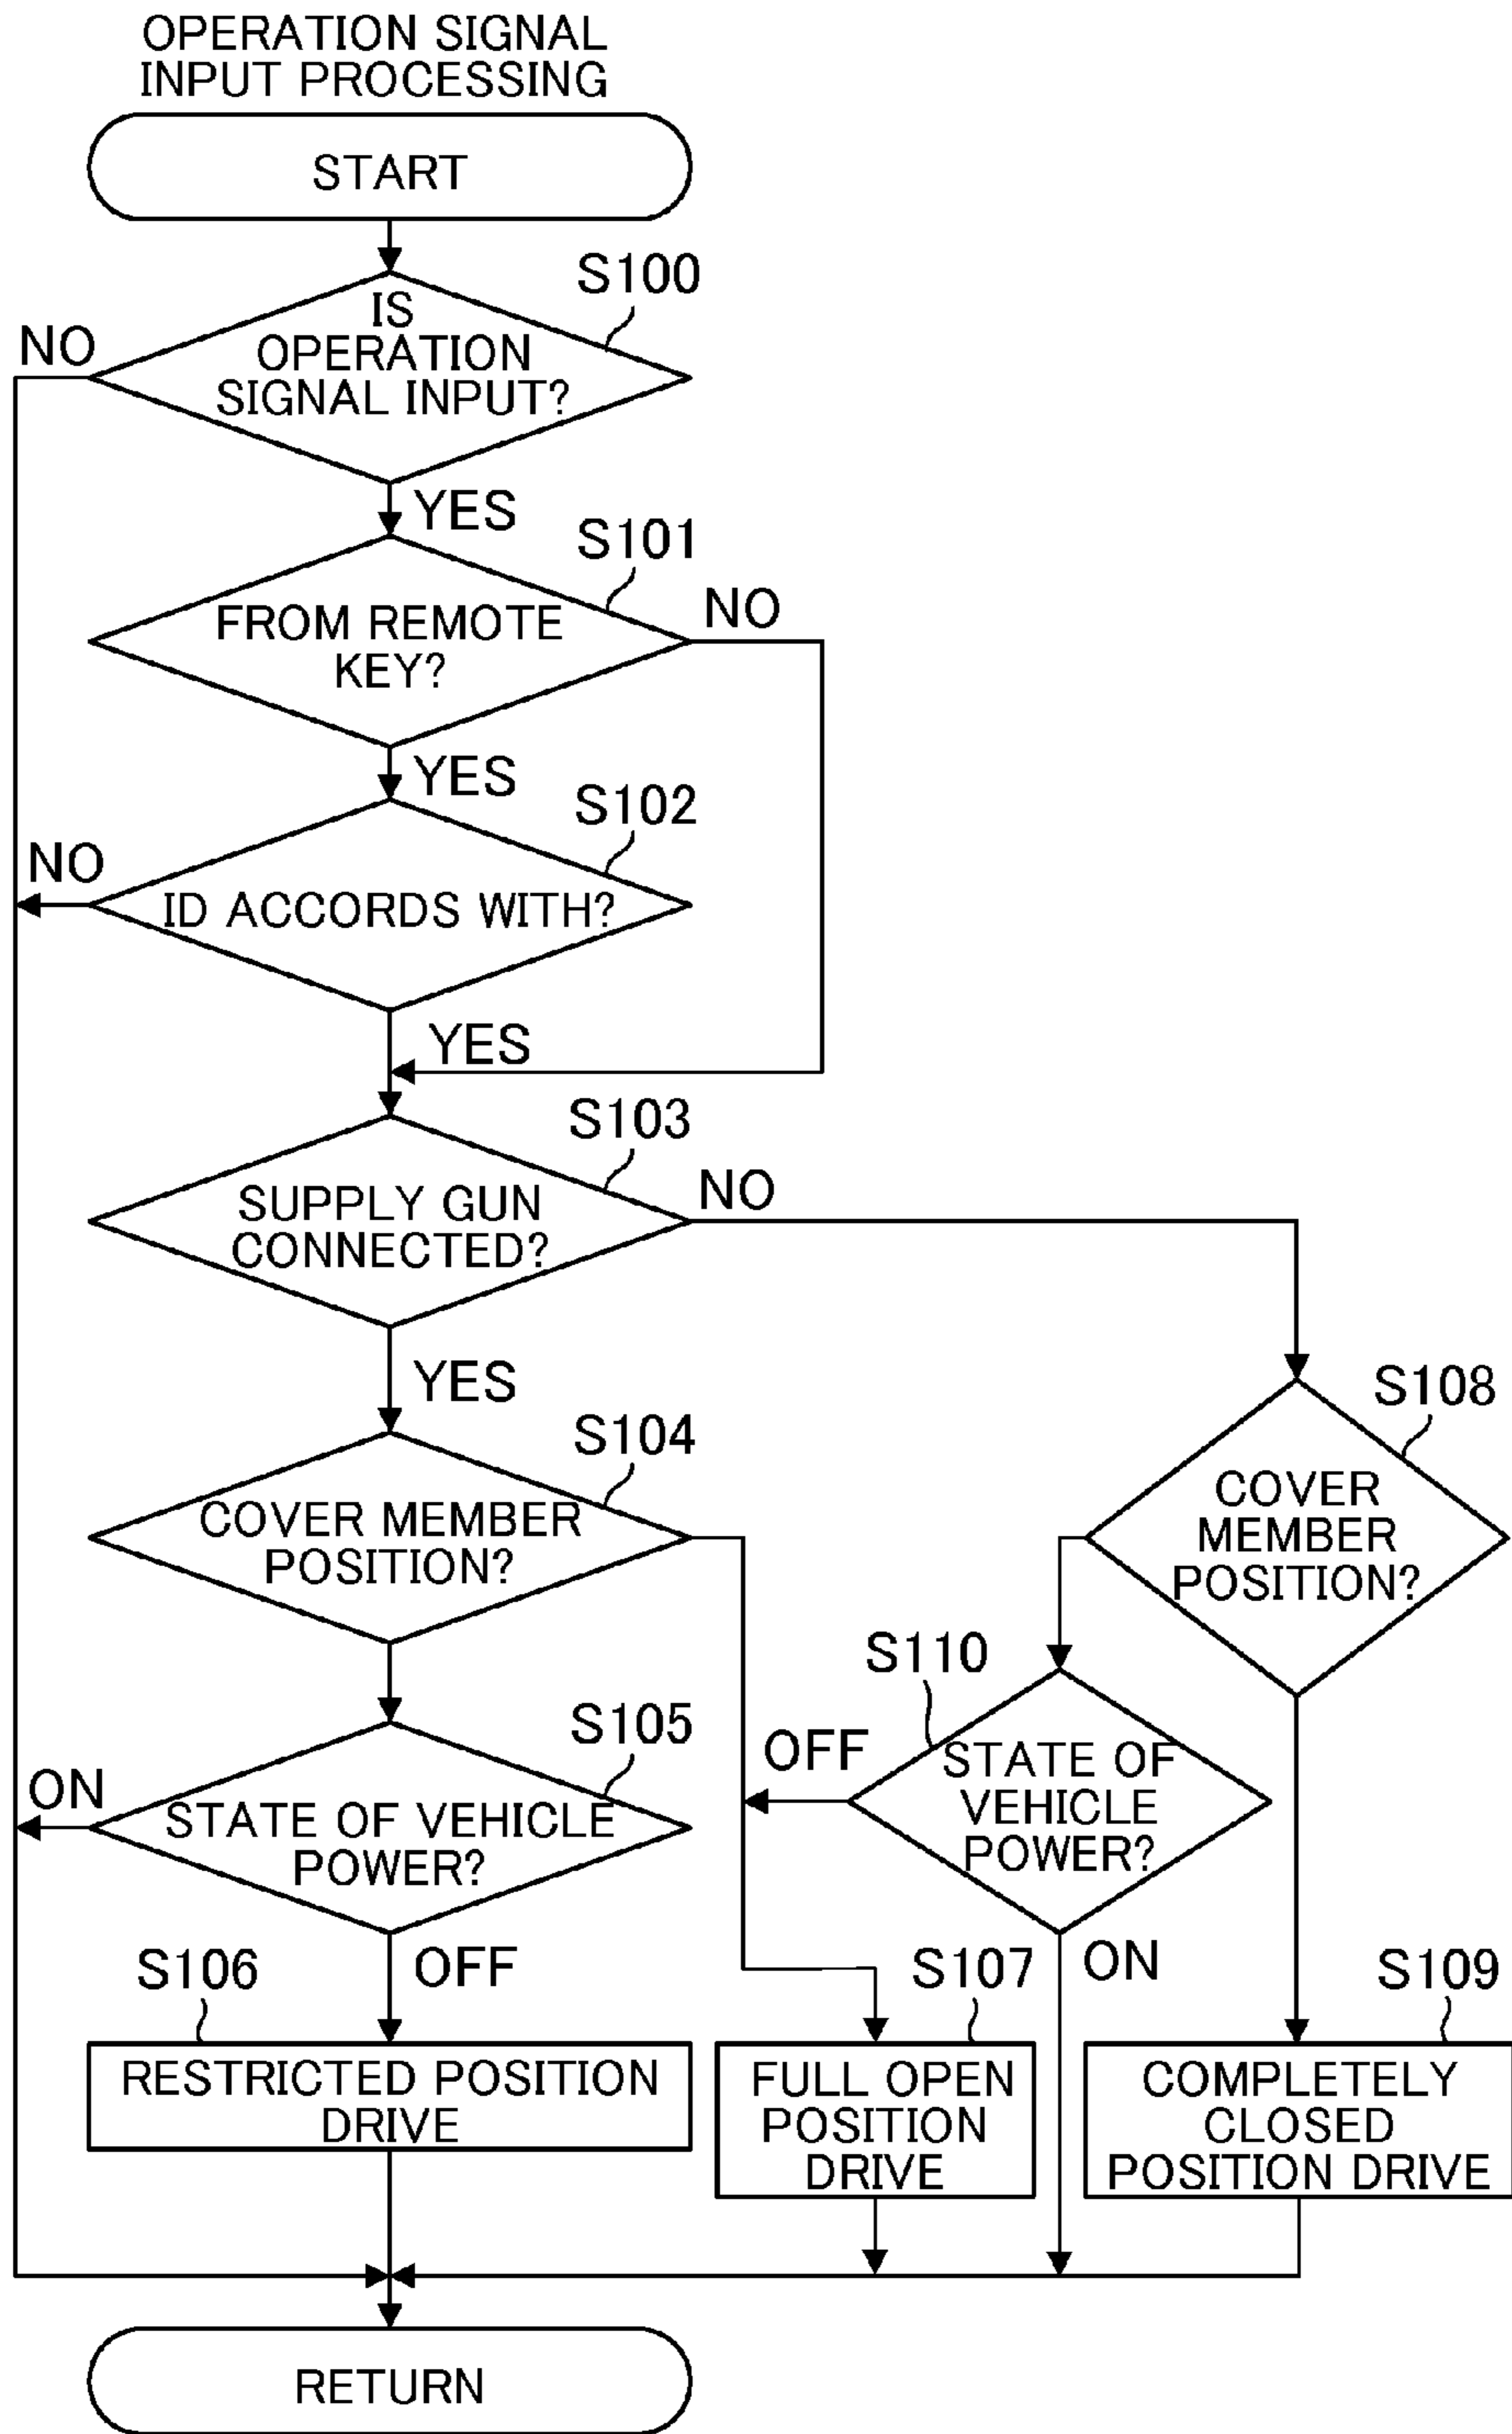 OPERATION SIGNAL
INPUT PROCESSING
START
S100
IS
OPERATION
SIGNAL INPUT?
NO
YES
S101
FROM REMOTE
KEY?
NO
YES
S102
ID ACCORDS WITH?
NO
YES
S103
SUPPLY GUN
CONNECTED?
NO
YES
S104
COVER MEMBER
POSITION?
S108
COVER
MEMBER
POSITION?
S105
STATE OF VEHICLE
POWER?
ON
OFF
S110
STATE OF
VEHICLE
POWER?
OFF
ON
S106
RESTRICTED POSITION
DRIVE
S107
FULL OPEN
POSITION
DRIVE
S109
COMPLETELY
CLOSED
POSITION DRIVE
RETURN